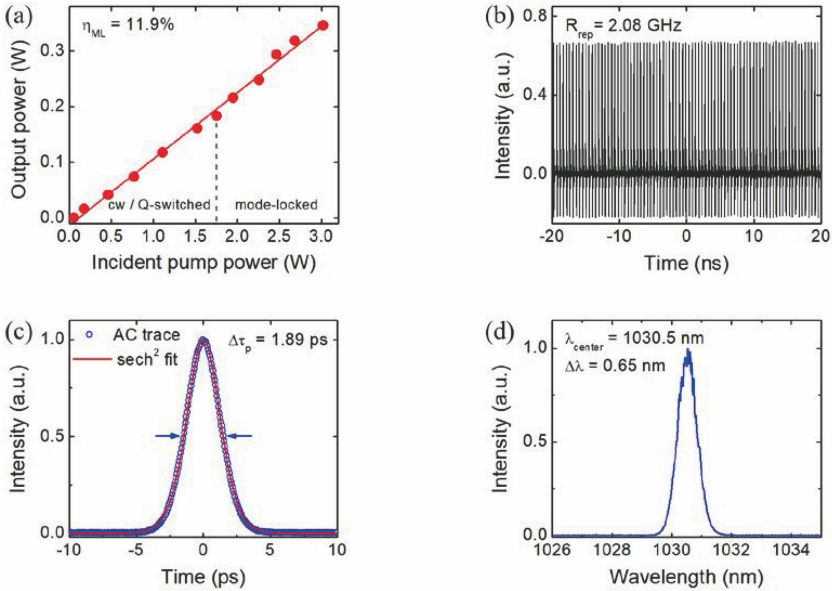 (a)
η_ML = 11.9%
Output power (W)
0.3
0.2
0.1
0.0
cw / Q-switched
mode-locked
0.0 0.5 1.0 1.5 2.0 2.5 3.0
Incident pump power (W)
(b)
R_rep = 2.08 GHz
Intensity (a.u.)
0.8
0.4
0.0
-20 -10 0 10 20
Time (ns)
(c)
AC trace
sech² fit
Δτ_p = 1.89 ps
Intensity (a.u.)
1.0
0.5
0.0
-10 -5 0 5 10
Time (ps)
(d)
λ_center = 1030.5 nm
Δλ = 0.65 nm
Intensity (a.u.)
1.0
0.5
0.0
1026 1028 1030 1032 1034
Wavelength (nm)